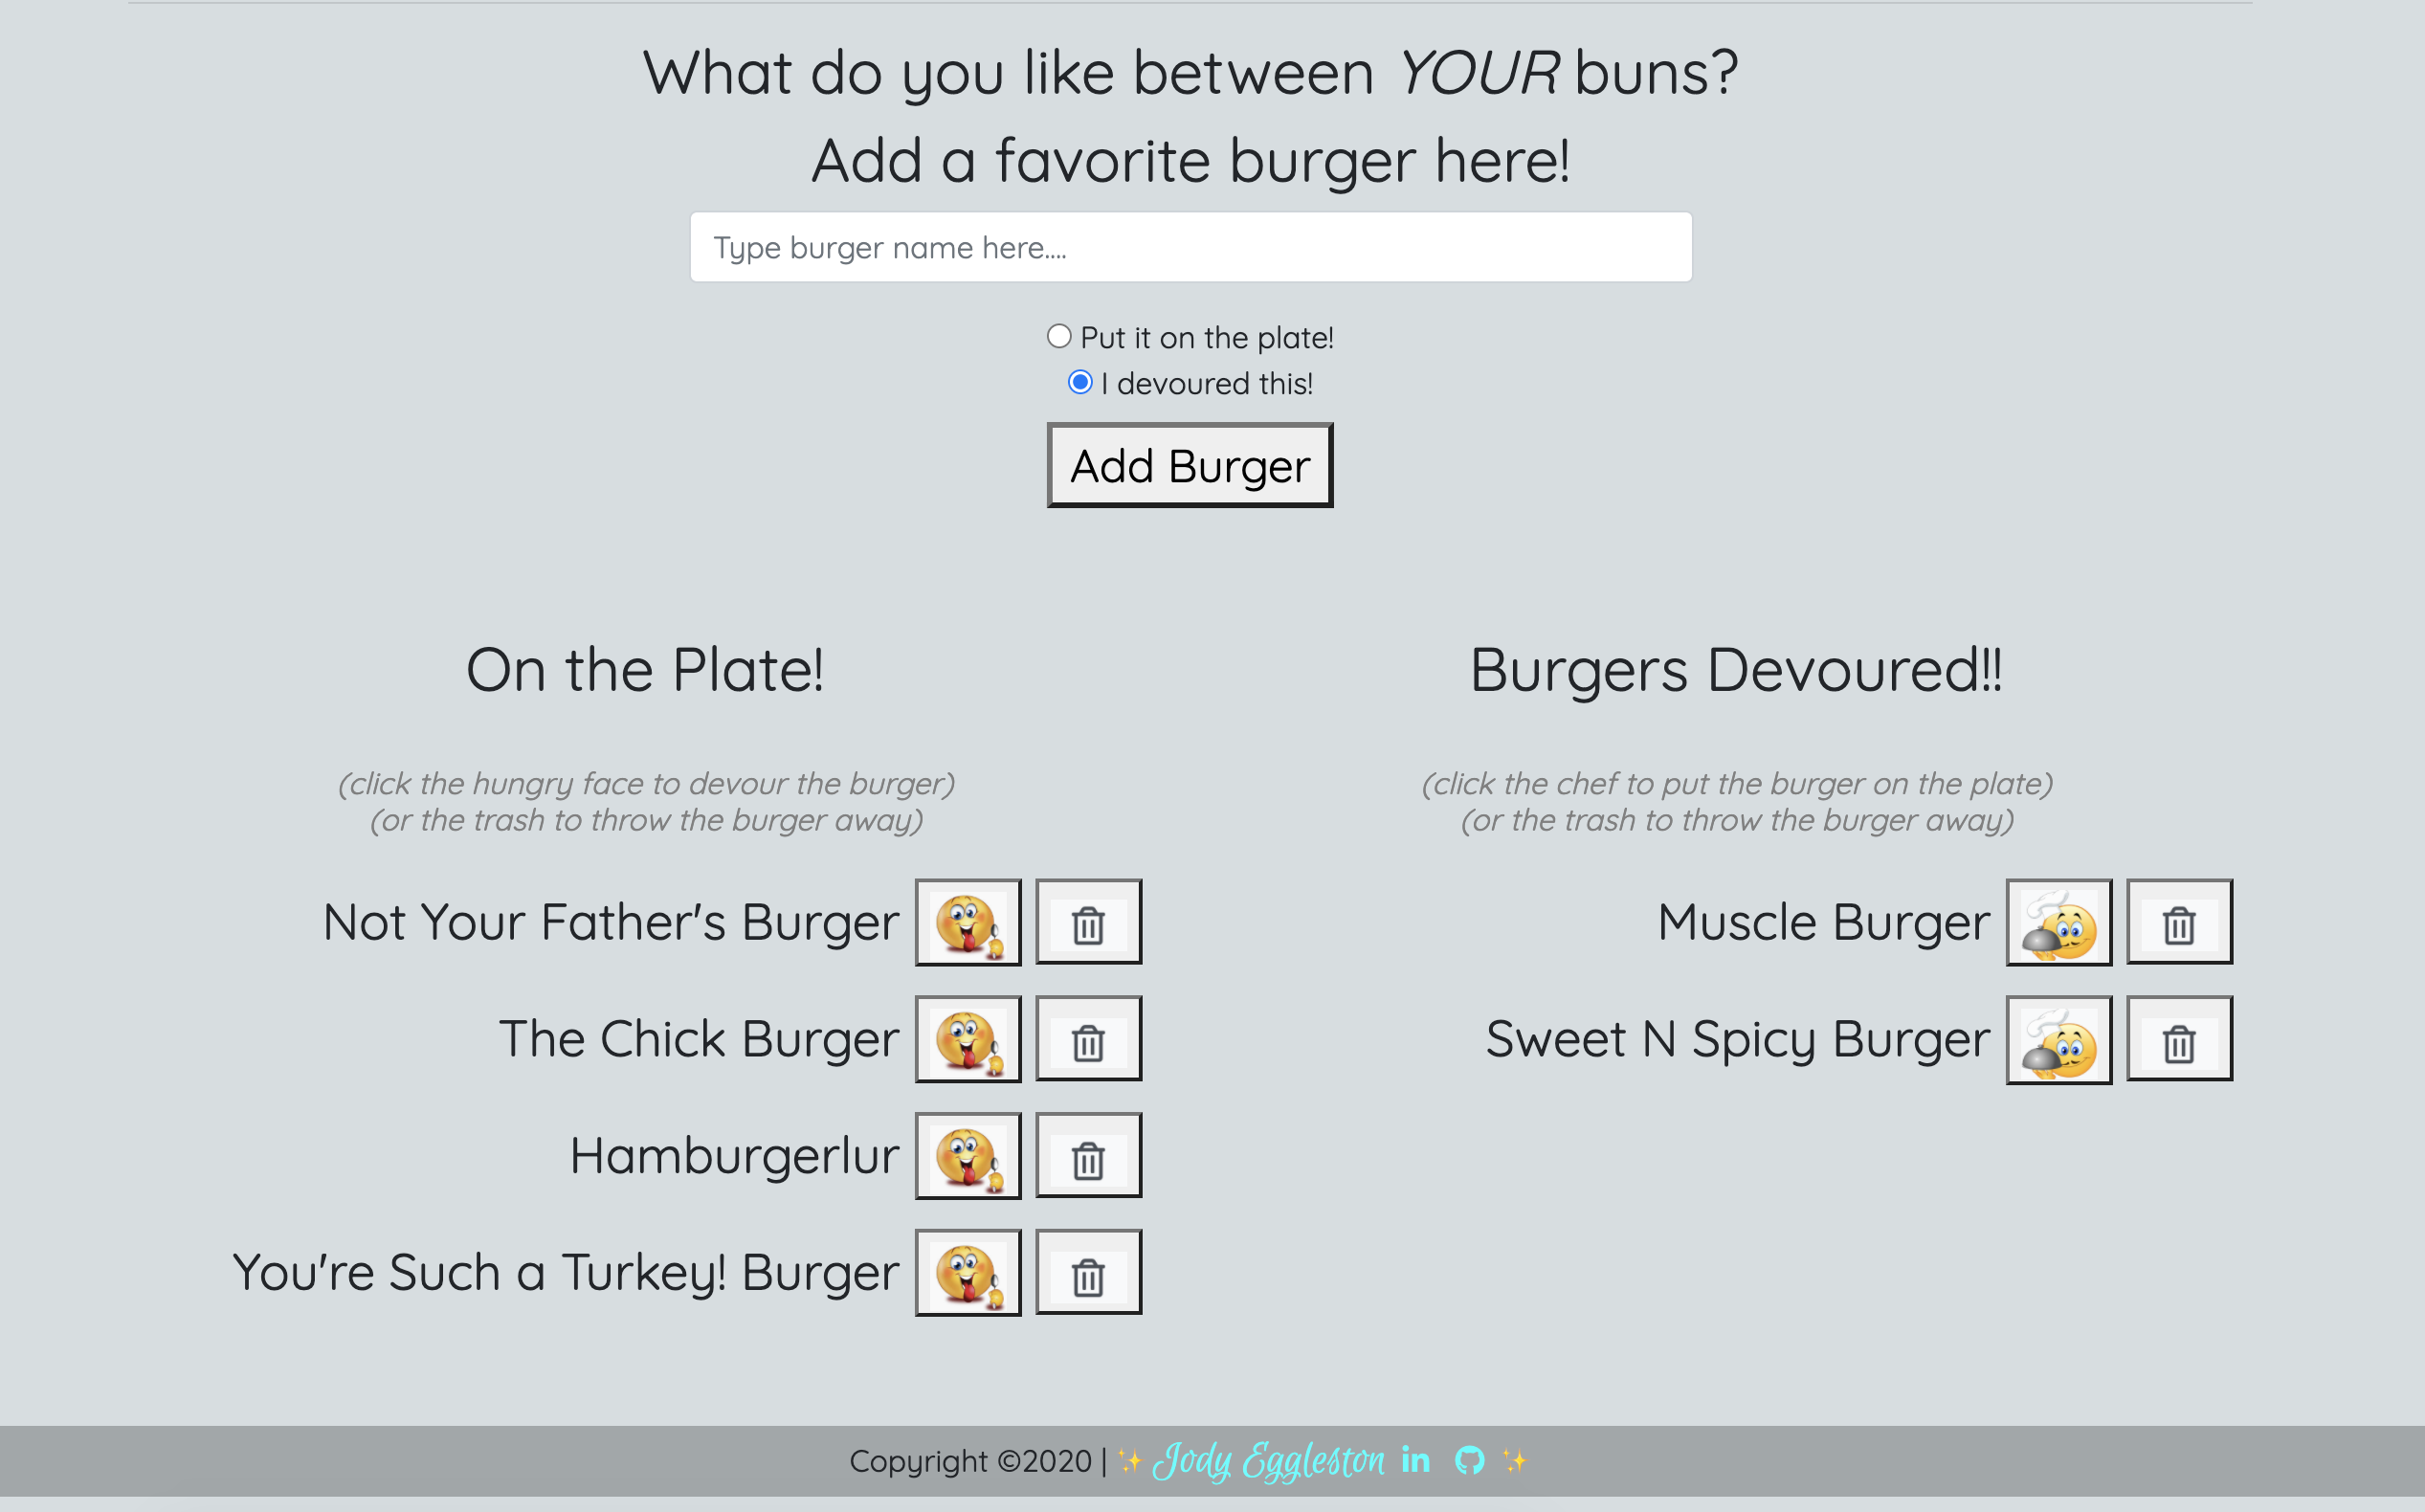 What do you like between YOUR buns?
Add a favorite burger here!
Type burger name here....
Put it on the plate!
I devoured this!
Add Burger
On the Plate!
(click the hungry face to devour the burger)
(or the trash to throw the burger away)
Not Your Father's Burger
The Chick Burger
Hamburgerlur
You're Such a Turkey! Burger
Burgers Devoured!!
(click the chef to put the burger on the plate)
(or the trash to throw the burger away)
Muscle Burger
Sweet N Spicy Burger
Copyright ©2020 | ✨ Jody Eggleston in ✨